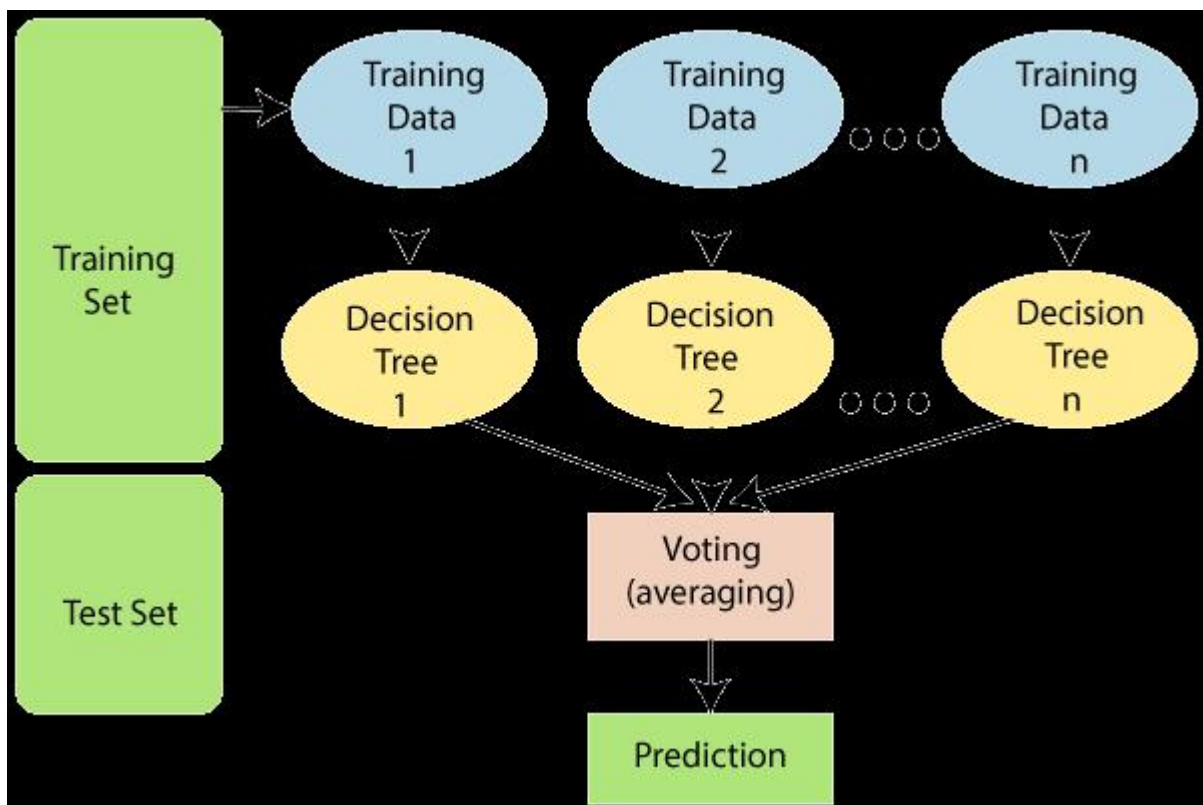 Training
Data
1
Training
Data
2
Training
Data
n
Training
Set
Decision
Tree
1
Decision
Tree
2
Decision
Tree
n
Test Set
Voting
(averaging)
Prediction